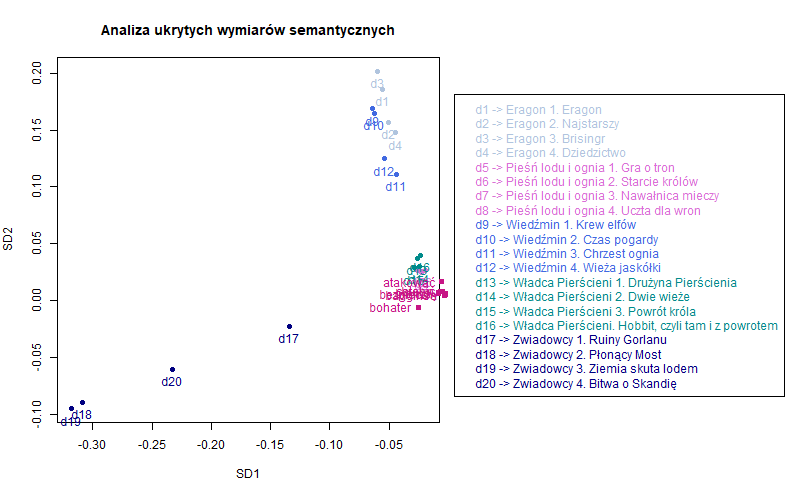 Analiza ukrytych wymiarów semantycznych
0.20
d3
d1
d9
d10
d2
0.15
d4
d12
d11
0.10
0.05
SD2
atakować
0.00
bohater
d17
-0.05
d20
d18
d19
-0.10
-0.30
-0.25
-0.20
-0.15
-0.10
-0.05
SD1
d1 -> Eragon 1. Eragon
d2 -> Eragon 2. Najstarszy
d3 -> Eragon 3. Brisingr
d4 -> Eragon 4. Dziedzictwo
d5 -> Pieśń lodu i ognia 1. Gra o tron
d6 -> Pieśń lodu i ognia 2. Starcie królów
d7 -> Pieśń lodu i ognia 3. Nawałnica mieczy
d8 -> Pieśń lodu i ognia 4. Uczta dla wron
d9 -> Wiedźmin 1. Krew elfów
d10 -> Wiedźmin 2. Czas pogardy
d11 -> Wiedźmin 3. Chrzest ognia
d12 -> Wiedźmin 4. Wieża jaskółki
d13 -> Władca Pierścieni 1. Drużyna Pierścienia
d14 -> Władca Pierścieni 2. Dwie wieże
d15 -> Władca Pierścieni 3. Powrót króla
d16 -> Władca Pierścieni. Hobbit, czyli tam i z powrotem
d17 -> Zwiadowcy 1. Ruiny Gorlanu
d18 -> Zwiadowcy 2. Płonący Most
d19 -> Zwiadowcy 3. Ziemia skuta lodem
d20 -> Zwiadowcy 4. Bitwa o Skandię